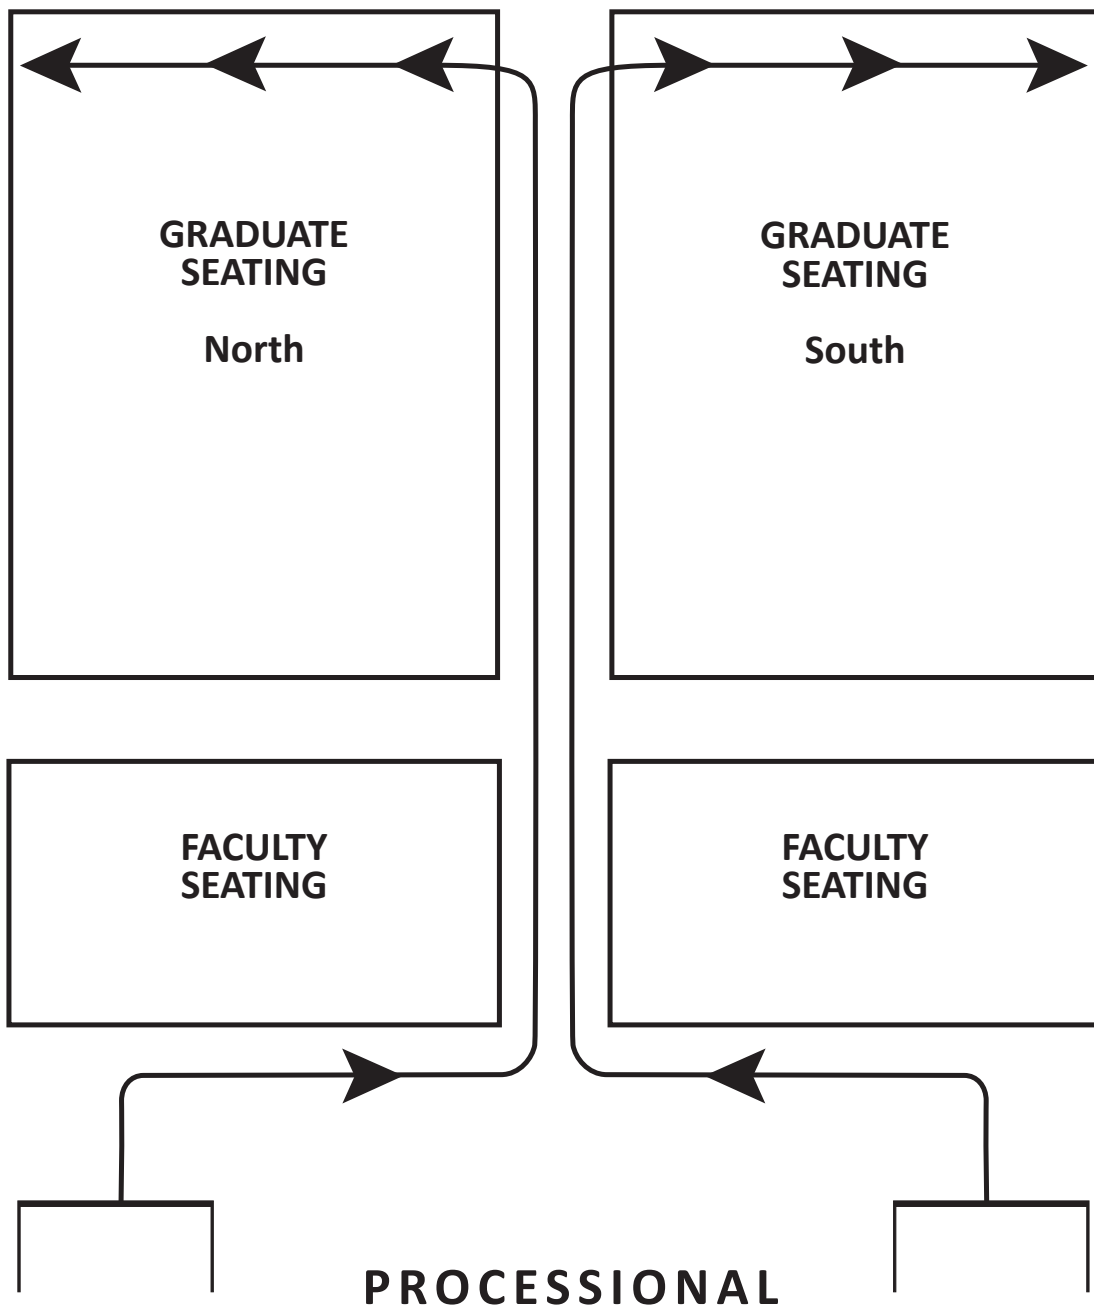 GRADUATE
SEATING
North
GRADUATE
SEATING
South
FACULTY
SEATING
FACULTY
SEATING
PROCESSIONAL